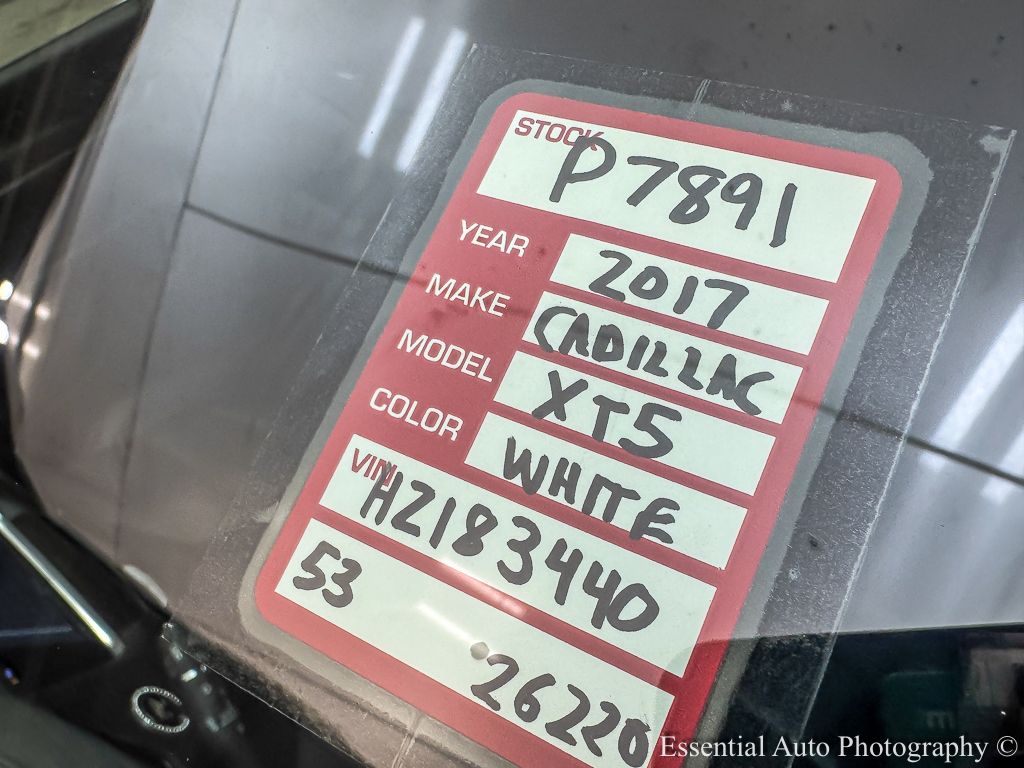 STOCK
P7891
YEAR 2017
MAKE CADILLAC
MODEL XT5
COLOR WHITE
VIN
HZ183440
53 26220
Essential Auto Photography ©